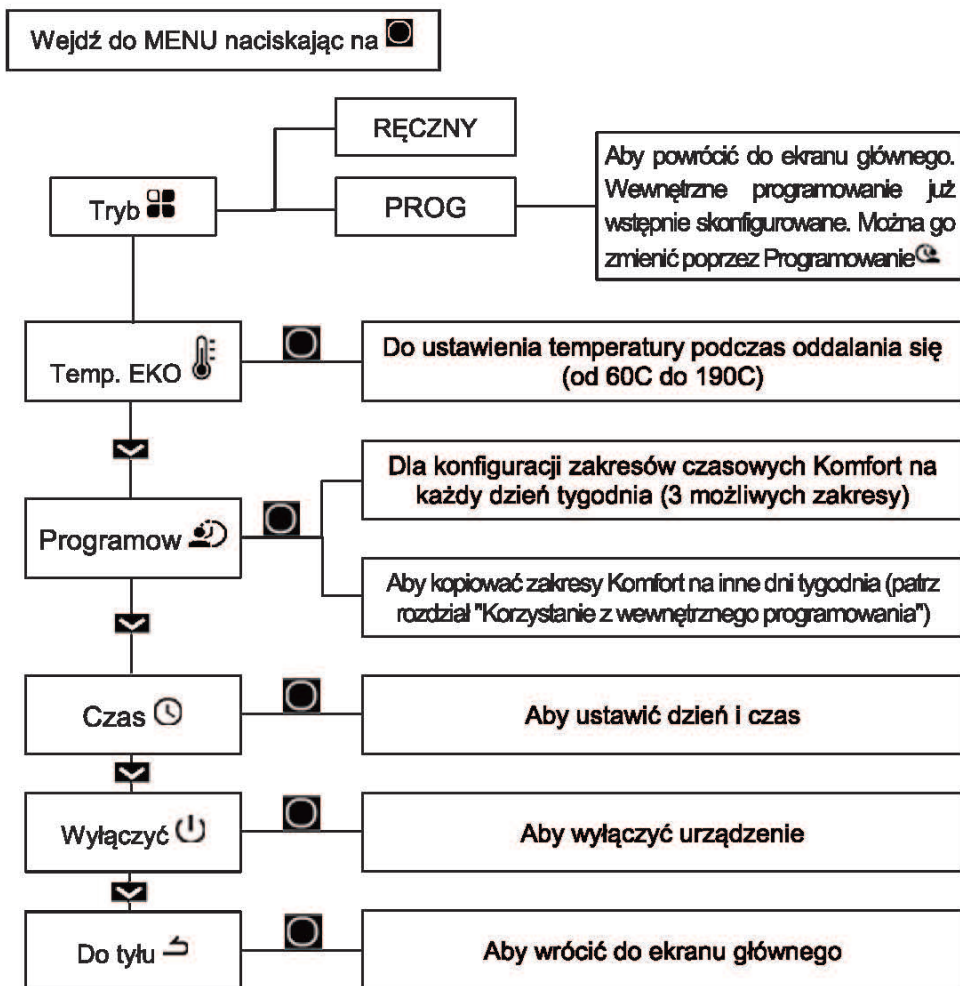 Wejdź do MENU naciskając na
RĘCZNY
Tryb
PROG
Aby powrócić do ekranu głównego.
Wewnętrzne programowanie już
wstępnie skonfigurowane. Można go
zmienić poprzez Programowanie
Temp. EKO
Do ustawienia temperatury podczas oddalania się
(od 60C do 190C)
Programow
Dla konfiguracji zakresów czasowych Komfort na
każdy dzień tygodnia (3 możliwych zakresy)
Aby kopiować zakresy Komfort na inne dni tygodnia (patrz
rozdział "Korzystanie z wewnętrznego programowania")
Czas
Aby ustawić dzień i czas
Wyłączyć
Aby wyłączyć urządzenie
Do tyłu
Aby wrócić do ekranu głównego